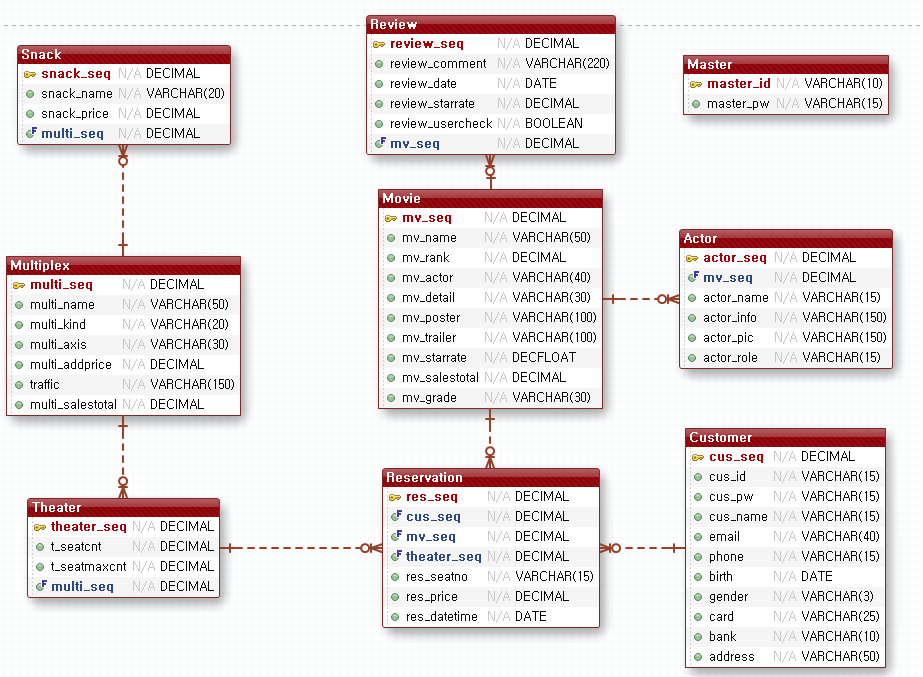 Snack
snack_seq N/A DECIMAL
snack_name N/A VARCHAR(20)
snack_price N/A DECIMAL
multi_seq N/A DECIMAL
Review
review_seq N/A DECIMAL
review_comment N/A VARCHAR(220)
review_date N/A DATE
review_starrate N/A DECIMAL
review_usercheck N/A BOOLEAN
mv_seq N/A DECIMAL
Master
master_id N/A VARCHAR(10)
master_pw N/A VARCHAR(15)
Multiplex
multi_seq N/A DECIMAL
multi_name N/A VARCHAR(50)
multi_kind N/A VARCHAR(20)
multi_axis N/A VARCHAR(30)
multi_addprice N/A DECIMAL
traffic N/A VARCHAR(150)
multi_salestotal N/A DECIMAL
Movie
mv_seq N/A DECIMAL
mv_name N/A VARCHAR(50)
mv_rank N/A DECIMAL
mv_actor N/A VARCHAR(40)
mv_detail N/A VARCHAR(30)
mv_poster N/A VARCHAR(100)
mv_trailer N/A VARCHAR(100)
mv_starrate N/A DECFLOAT
mv_salestotal N/A DECIMAL
mv_grade N/A VARCHAR(30)
Actor
actor_seq N/A DECIMAL
mv_seq N/A DECIMAL
actor_name N/A VARCHAR(15)
actor_info N/A VARCHAR(150)
actor_pic N/A VARCHAR(150)
actor_role N/A VARCHAR(15)
Theater
theater_seq N/A DECIMAL
t_seatcnt N/A DECIMAL
t_seatmaxcnt N/A DECIMAL
multi_seq N/A DECIMAL
Reservation
res_seq N/A DECIMAL
cus_seq N/A DECIMAL
mv_seq N/A DECIMAL
theater_seq N/A DECIMAL
res_seatno N/A VARCHAR(15)
res_price N/A DECIMAL
res_datetime N/A DATE
Customer
cus_seq N/A DECIMAL
cus_id N/A VARCHAR(15)
cus_pw N/A VARCHAR(15)
cus_name N/A VARCHAR(15)
email N/A VARCHAR(40)
phone N/A VARCHAR(15)
birth N/A DATE
gender N/A VARCHAR(3)
card N/A VARCHAR(25)
bank N/A VARCHAR(10)
address N/A VARCHAR(50)